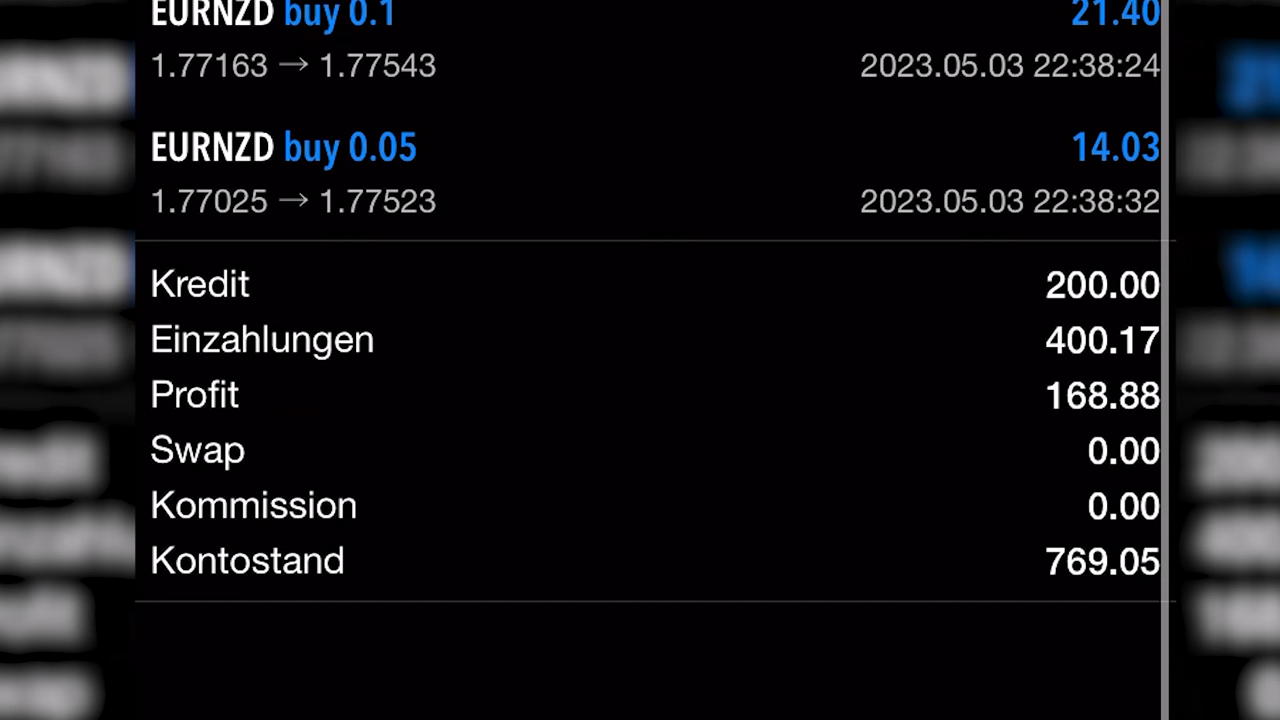 EURNZD buy 0.1 21.40
1.77163 → 1.77543 2023.05.03 22:38:24
EURNZD buy 0.05 14.03
1.77025 → 1.77523 2023.05.03 22:38:32
Kredit 200.00
Einzahlungen 400.17
Profit 168.88
Swap 0.00
Kommission 0.00
Kontostand 769.05